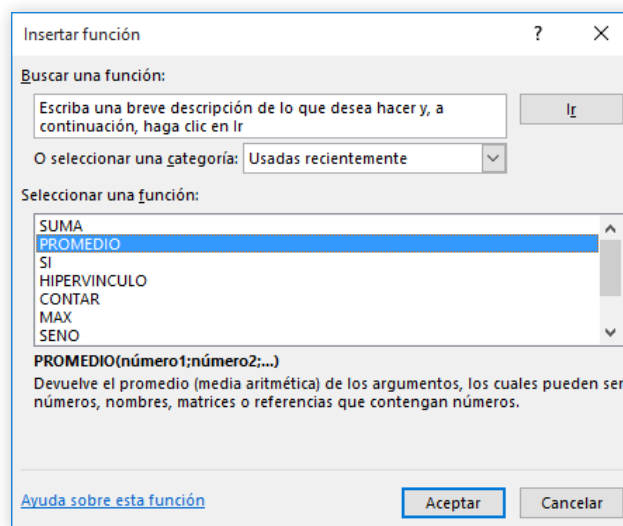 Insertar función ? X
Buscar una función:
Escriba una breve descripción de lo que desea hacer y, a
continuación, haga clic en Ir
Ir
O seleccionar una categoría: Usadas recientemente
Seleccionar una función:
SUMA
PROMEDIO
SI
HIPERVINCULO
CONTAR
MAX
SENO
PROMEDIO(número1;número2;...)
Devuelve el promedio (media aritmética) de los argumentos, los cuales pueden ser
números, nombres, matrices o referencias que contengan números.
Ayuda sobre esta función
Aceptar Cancelar